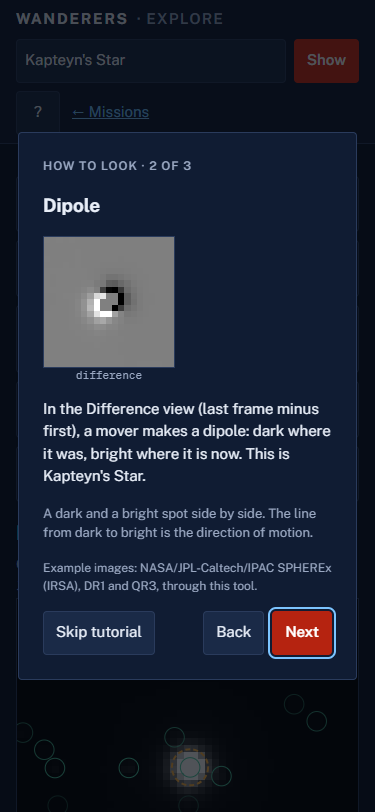 WANDERERS · EXPLORE
Kapteyn's Star
Show
?
← Missions
HOW TO LOOK · 2 OF 3
Dipole
difference
In the Difference view (last frame minus
first), a mover makes a dipole: dark where
it was, bright where it is now. This is
Kapteyn's Star.
A dark and a bright spot side by side. The line
from dark to bright is the direction of motion.
Example images: NASA/JPL-Caltech/IPAC SPHEREx
(IRSA), DR1 and QR3, through this tool.
Skip tutorial
Back
Next